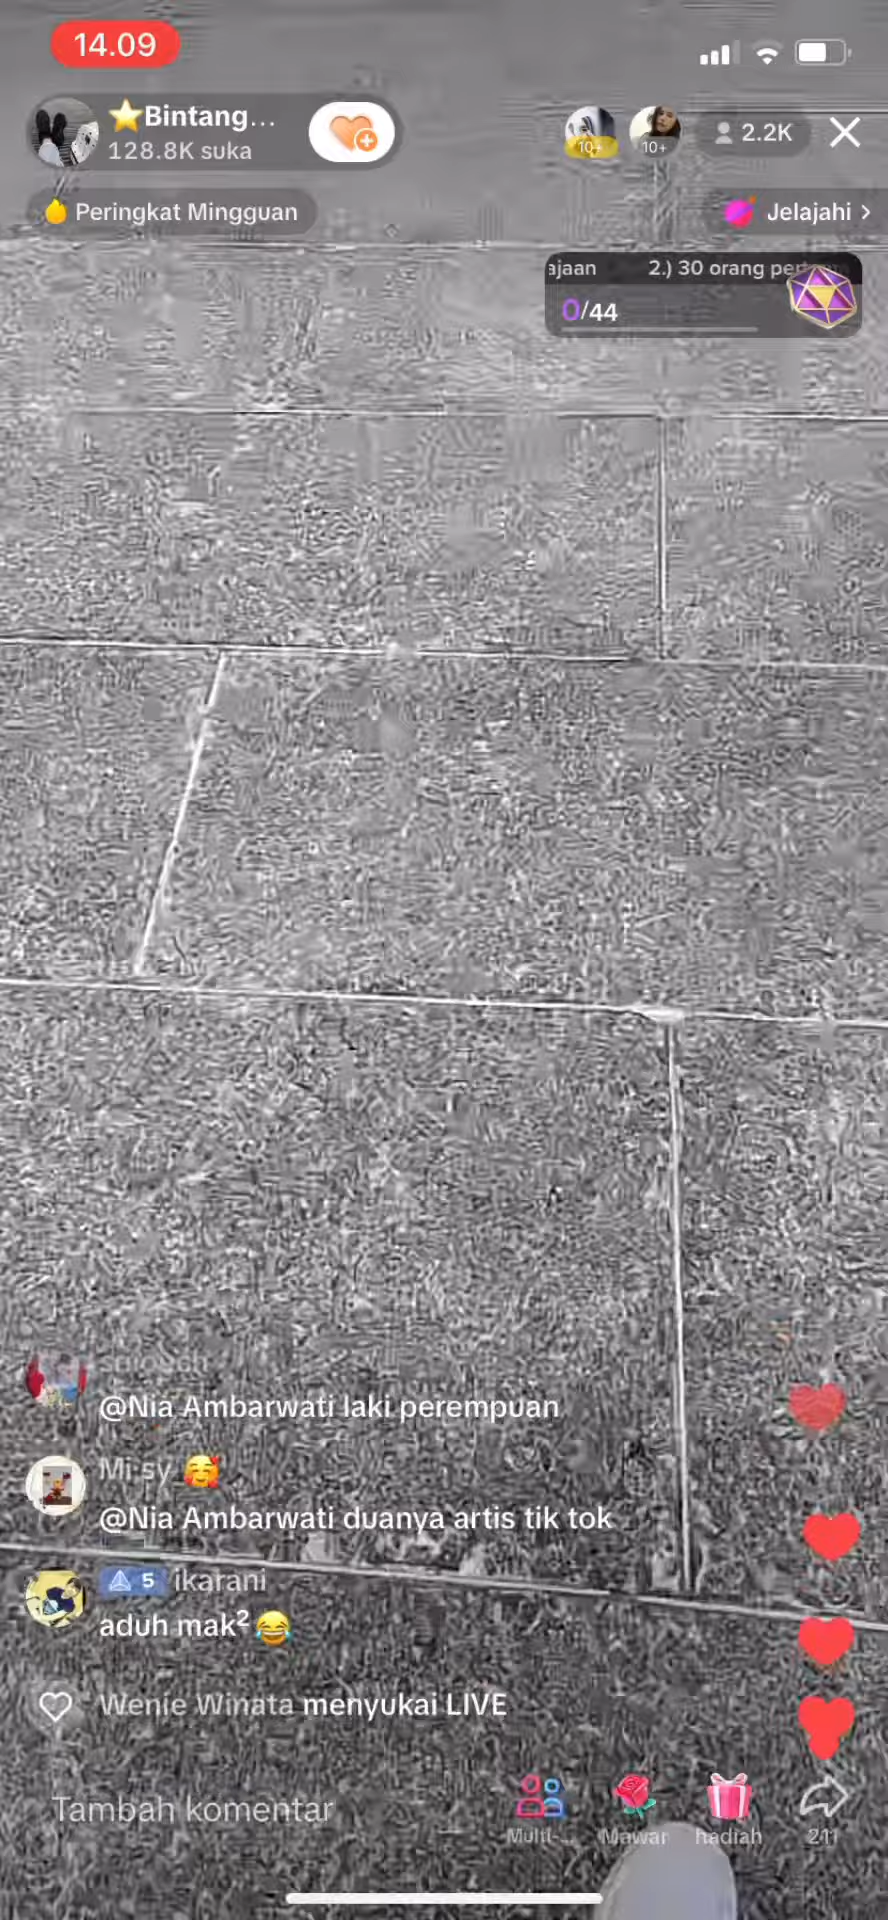 14.09
⭐Bintang...
128.8K suka
10+
10+
2.2K
Peringkat Mingguan
Jelajahi >
ajaan 2.) 30 orang
0/44
@Nia Ambarwati laki perempuan
Mi sy 🥰
@Nia Ambarwati duanya artis tik tok
5 ikarani
aduh mak²😂
Wenie Winata menyukai LIVE
Tambah komentar
Multi-...
Mawar
hadiah
211